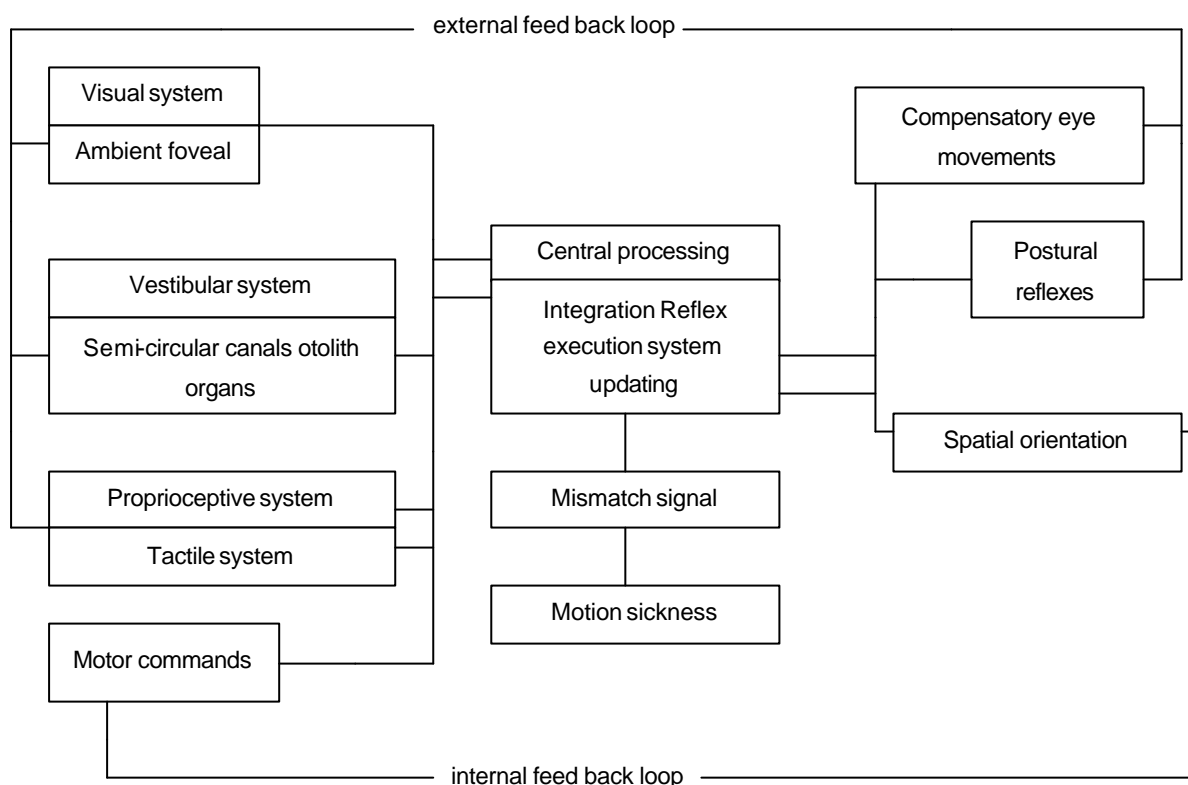 external feed back loop
Visual system
Ambient foveal
Vestibular system
Semi-circular canals otolith
organs
Proprioceptive system
Tactile system
Motor commands
Central processing
Integration Reflex
execution system
updating
Mismatch signal
Motion sickness
Compensatory eye
movements
Postural
reflexes
Spatial orientation
internal feed back loop